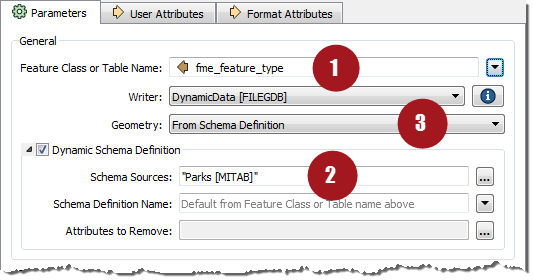 Parameters User Attributes Format Attributes
General
Feature Class or Table Name: fme_feature_type 1
Writer: DynamicData [FILEGDB]
Geometry: From Schema Definition 3
Dynamic Schema Definition
Schema Sources: "Parks [MITAB]" 2 ...
Schema Definition Name: Default from Feature Class or Table name above
Attributes to Remove: ...